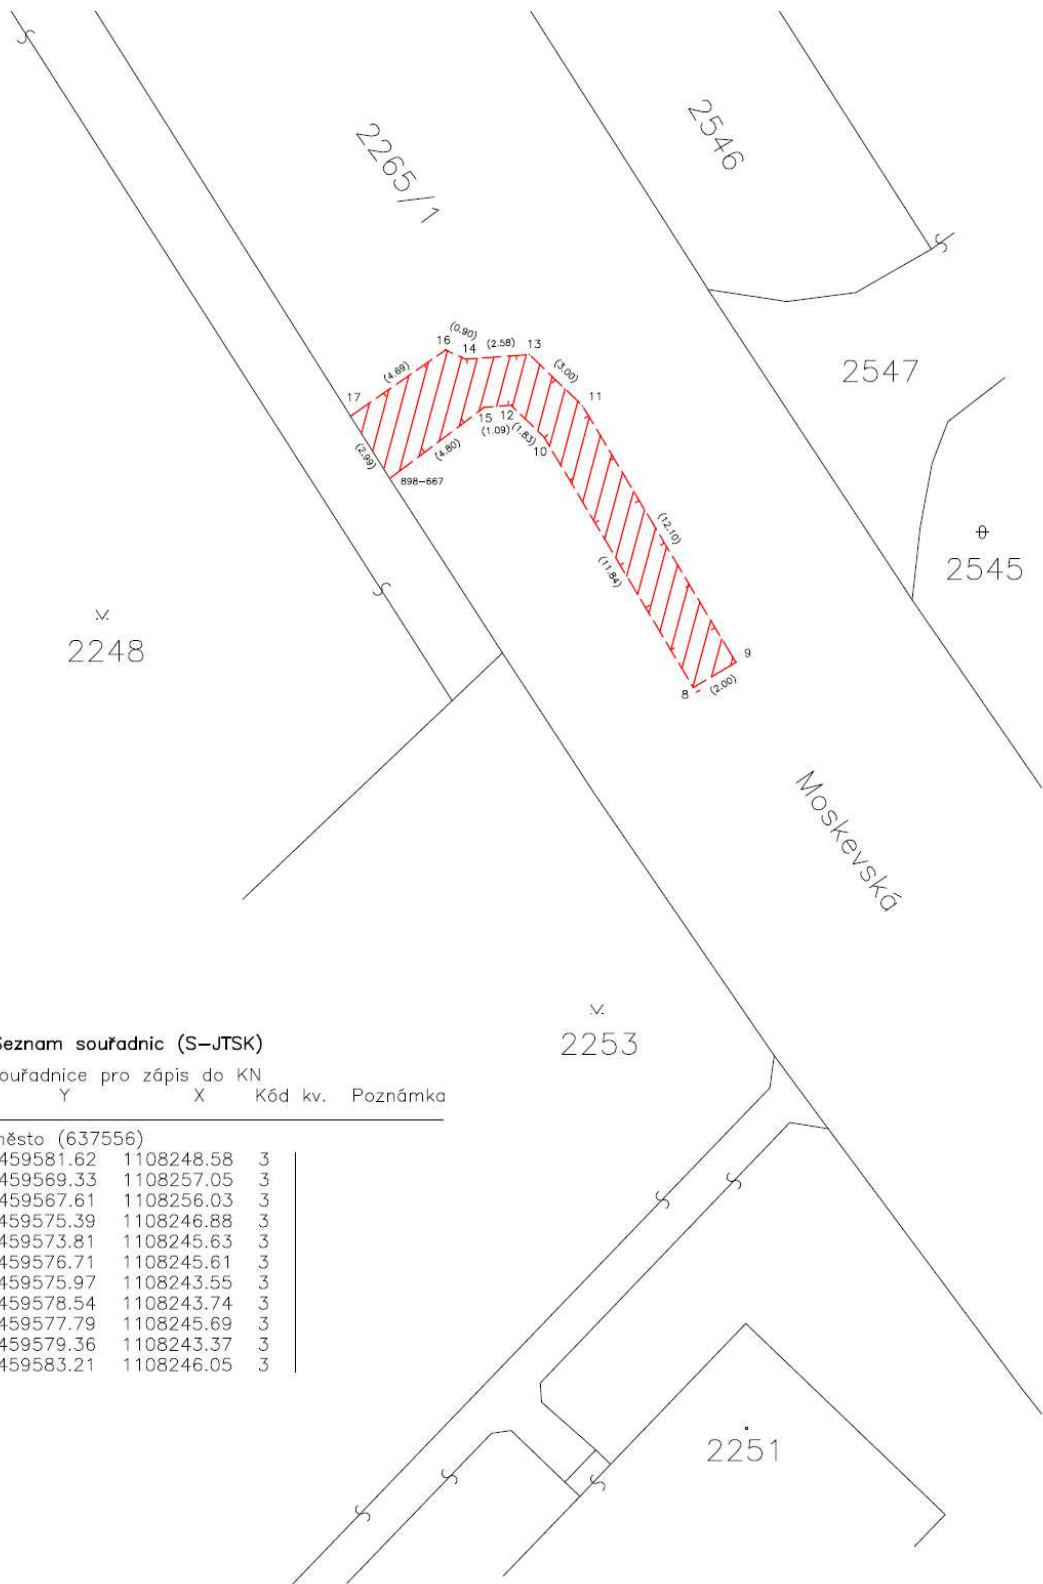 2265/1
2546
2547
2545
2248
16
(0.90)
14
(2.58)
13
(3.00)
11
(4.69)
17
(2.99)
15
12
(1.09)
(1.83)
10
(4.80)
898-667
(12.10)
(11.84)
9
8
(2.00)
Moskevská
2253
Seznam souřadnic (S-JTSK)
ouřadnice pro zápis do KN
Y X Kód kv. Poznámka
ěsto (637556)
459581.62 1108248.58 3
459569.33 1108257.05 3
459567.61 1108256.03 3
459575.39 1108246.88 3
459573.81 1108245.63 3
459576.71 1108245.61 3
459575.97 1108243.55 3
459578.54 1108243.74 3
459577.79 1108245.69 3
459579.36 1108243.37 3
459583.21 1108246.05 3
2251